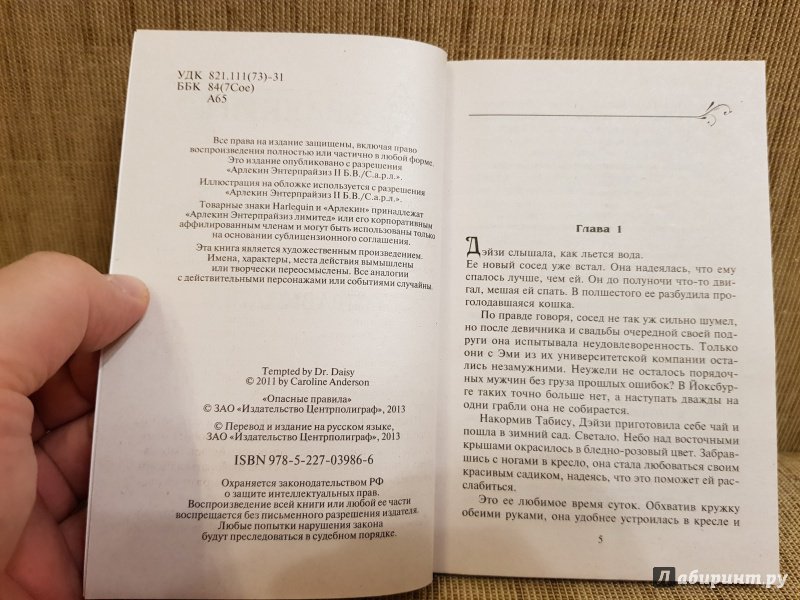 УДК 821.111(73)-31
ББК 84(7Сое)
А65
Все права на издание защищены, включая право
воспроизведения полностью или частично в любой форме.
Это издание опубликовано с разрешения
«Арлекин Энтерпрайзиз II Б.В./С.а.р.л.».
Иллюстрация на обложке используется с разрешения
«Арлекин Энтерпрайзиз II Б.В./С.а.р.л.».
Товарные знаки Harlequin и «Арлекин» принадлежат
«Арлекин Энтерпрайзиз лимитед» или его корпоративным
аффилированным членам и могут быть использованы только
на основании сублицензионного соглашения.
Эта книга является художественным произведением.
Имена, характеры, места действия вымышлены
или творчески переосмыслены. Все аналогии
с действительными персонажами или событиями случайны.
Tempted by Dr. Daisy
© 2011 by Caroline Anderson
«Опасные правила»
© ЗАО «Издательство Центрполиграф», 2013
© Перевод и издание на русском языке,
ЗАО «Издательство Центрполиграф», 2013
ISBN 978-5-227-03986-6
Охраняется законодательством РФ
о защите интеллектуальных прав.
Воспроизведение всей книги или любой ее части
воспрещается без письменного разрешения издателя.
Любые попытки нарушения закона
будут преследоваться в судебном порядке.
Глава 1
Дэйзи слышала, как льется вода.
Ее новый сосед уже встал. Она надеялась, что ему
спалось лучше, чем ей. Он до полуночи что-то дви-
гал, мешая ей спать. В полшестого ее разбудила про-
голодавшаяся кошка.
По правде говоря, сосед не так уж сильно шумел,
но после девичника и свадьбы очередной своей под-
руги она испытывала неудовлетворенность. Только
они с Эми из их университетской компании оста-
лись незамужними. Неужели не осталось порядоч-
ных мужчин без груза прошлых ошибок? В Йоксбур-
ге таких точно больше нет, а наступать дважды на
одни грабли она не собирается.
Накормив Табису, Дэйзи приготовила себе чай и
пошла в зимний сад. Светало. Небо над восточными
крышами окрасилось в бледно-розовый цвет. Забрав-
шись с ногами в кресло, она стала любоваться своим
красивым садиком, надеясь, что это поможет ей рас-
слабиться.
Это ее любимое время суток. Обхватив кружку
обеими руками, она удобнее устроилась в кресле и
5
Лабиринт.ру